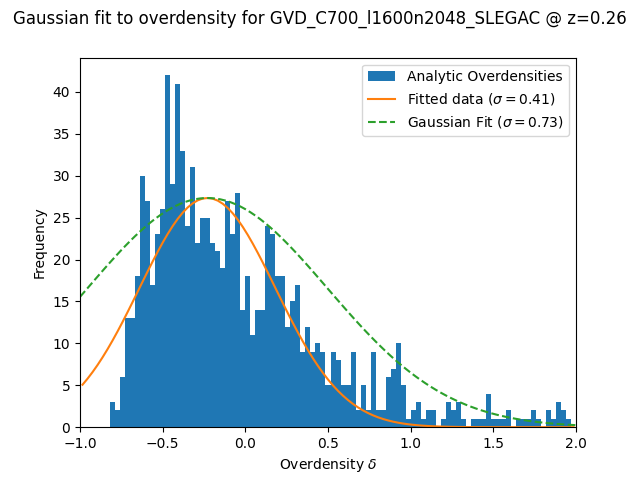 Gaussian fit to overdensity for GVD_C700_l1600n2048_SLEGAC @ z=0.26
Analytic Overdensities
Fitted data (σ = 0.41)
Gaussian Fit (σ = 0.73)
Frequency
40
35
30
25
20
15
10
5
0
−1.0 −0.5 0.0 0.5 1.0 1.5 2.0
Overdensity δ